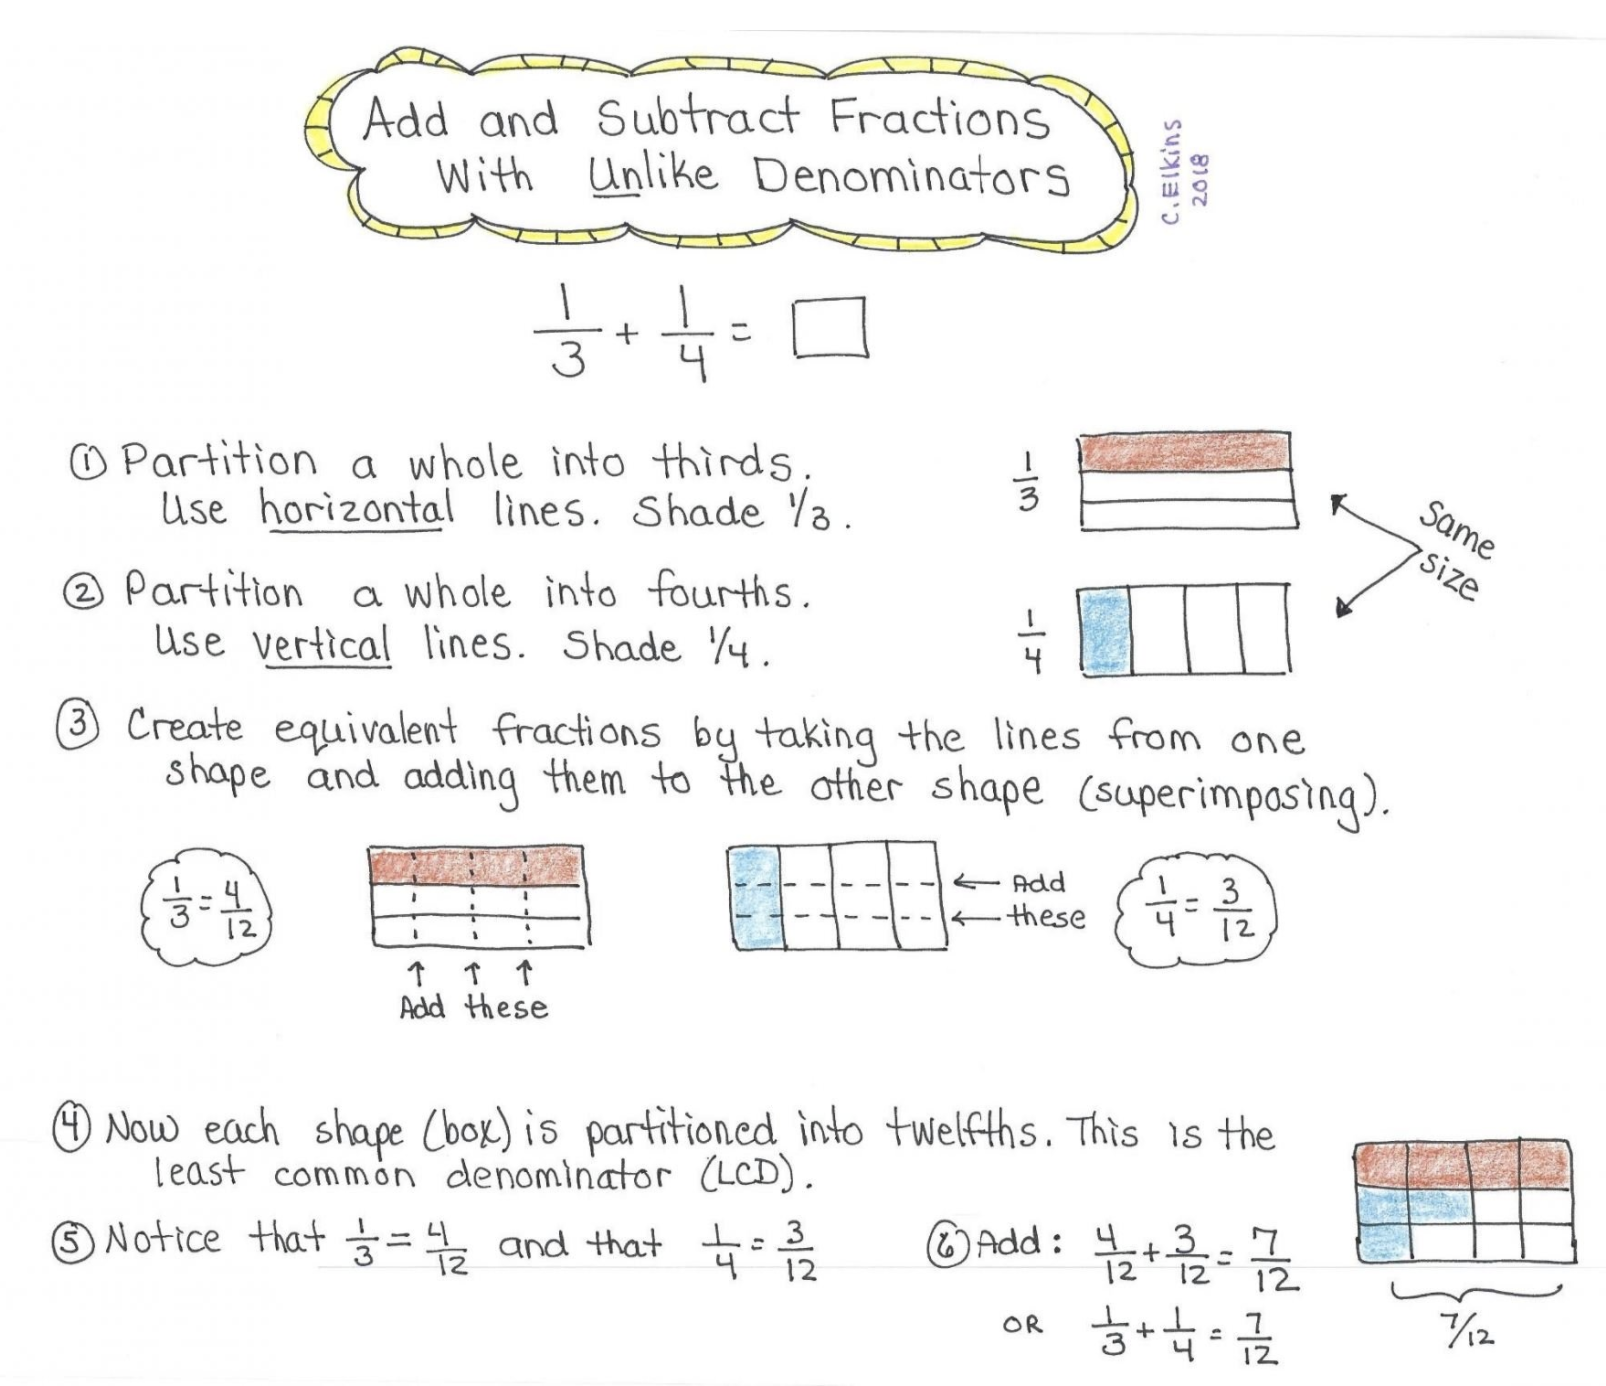 Add and Subtract Fractions
With Unlike Denominators
C. Elkins
2018
1/3 + 1/4 =
① Partition a whole into thirds.
Use horizontal lines. Shade 1/3.
1/3
Same
size
② Partition a whole into fourths.
Use vertical lines. Shade 1/4.
1/4
③ Create equivalent fractions by taking the lines from one
shape and adding them to the other shape (superimposing).
1/3 = 4/12
Add these
← Add
← these
1/4 = 3/12
④ Now each shape (box) is partitioned into twelfths. This is the
least common denominator (LCD).
⑤ Notice that 1/3 = 4/12 and that 1/4 = 3/12
⑥ Add: 4/12 + 3/12 = 7/12
OR 1/3 + 1/4 = 7/12
7/12